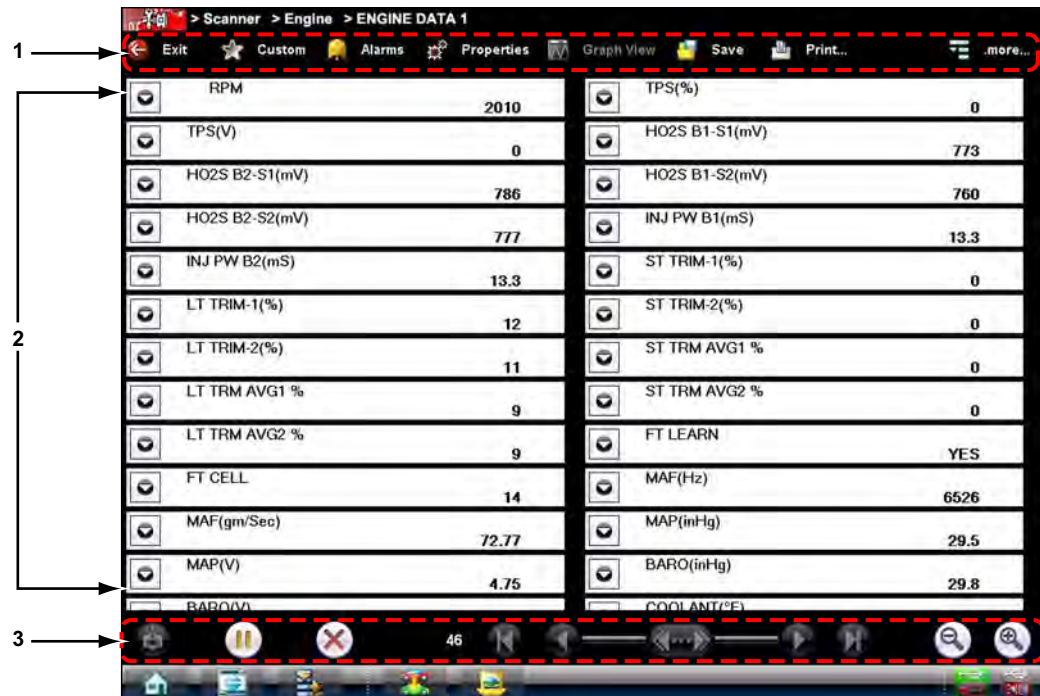 > Scanner > Engine > ENGINE DATA 1
1
Exit Custom Alarms Properties Graph View Save Print... .more...
RPM 2010 TPS(%) 0
TPS(V) 0 HO2S B1-S1(mV) 773
HO2S B2-S1(mV) 786 HO2S B1-S2(mV) 760
HO2S B2-S2(mV) 777 INJ PW B1(mS) 13.3
INJ PW B2(mS) 13.3 ST TRIM-1(%) 0
LT TRIM-1(%) 12 ST TRIM-2(%) 0
2
LT TRIM-2(%) 11 ST TRM AVG1 % 0
LT TRM AVG1 % 9 ST TRM AVG2 % 0
LT TRM AVG2 % 9 FT LEARN YES
FT CELL 14 MAF(Hz) 6526
MAF(gm/Sec) 72.77 MAP(inHg) 29.5
MAP(V) 4.75 BARO(inHg) 29.8
BARO(V) COOLANT(°F)
3
46